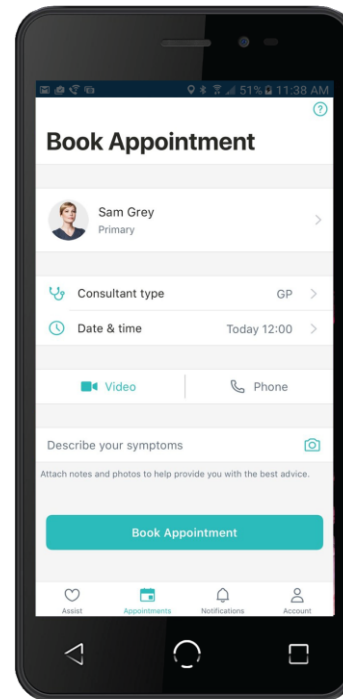 51% 11:38 AM
?
Book Appointment
Sam Grey
Primary
Consultant type GP
Date & time Today 12:00
Video Phone
Describe your symptoms
Attach notes and photos to help provide you with the best advice.
Book Appointment
Assist Appointments Notifications Account